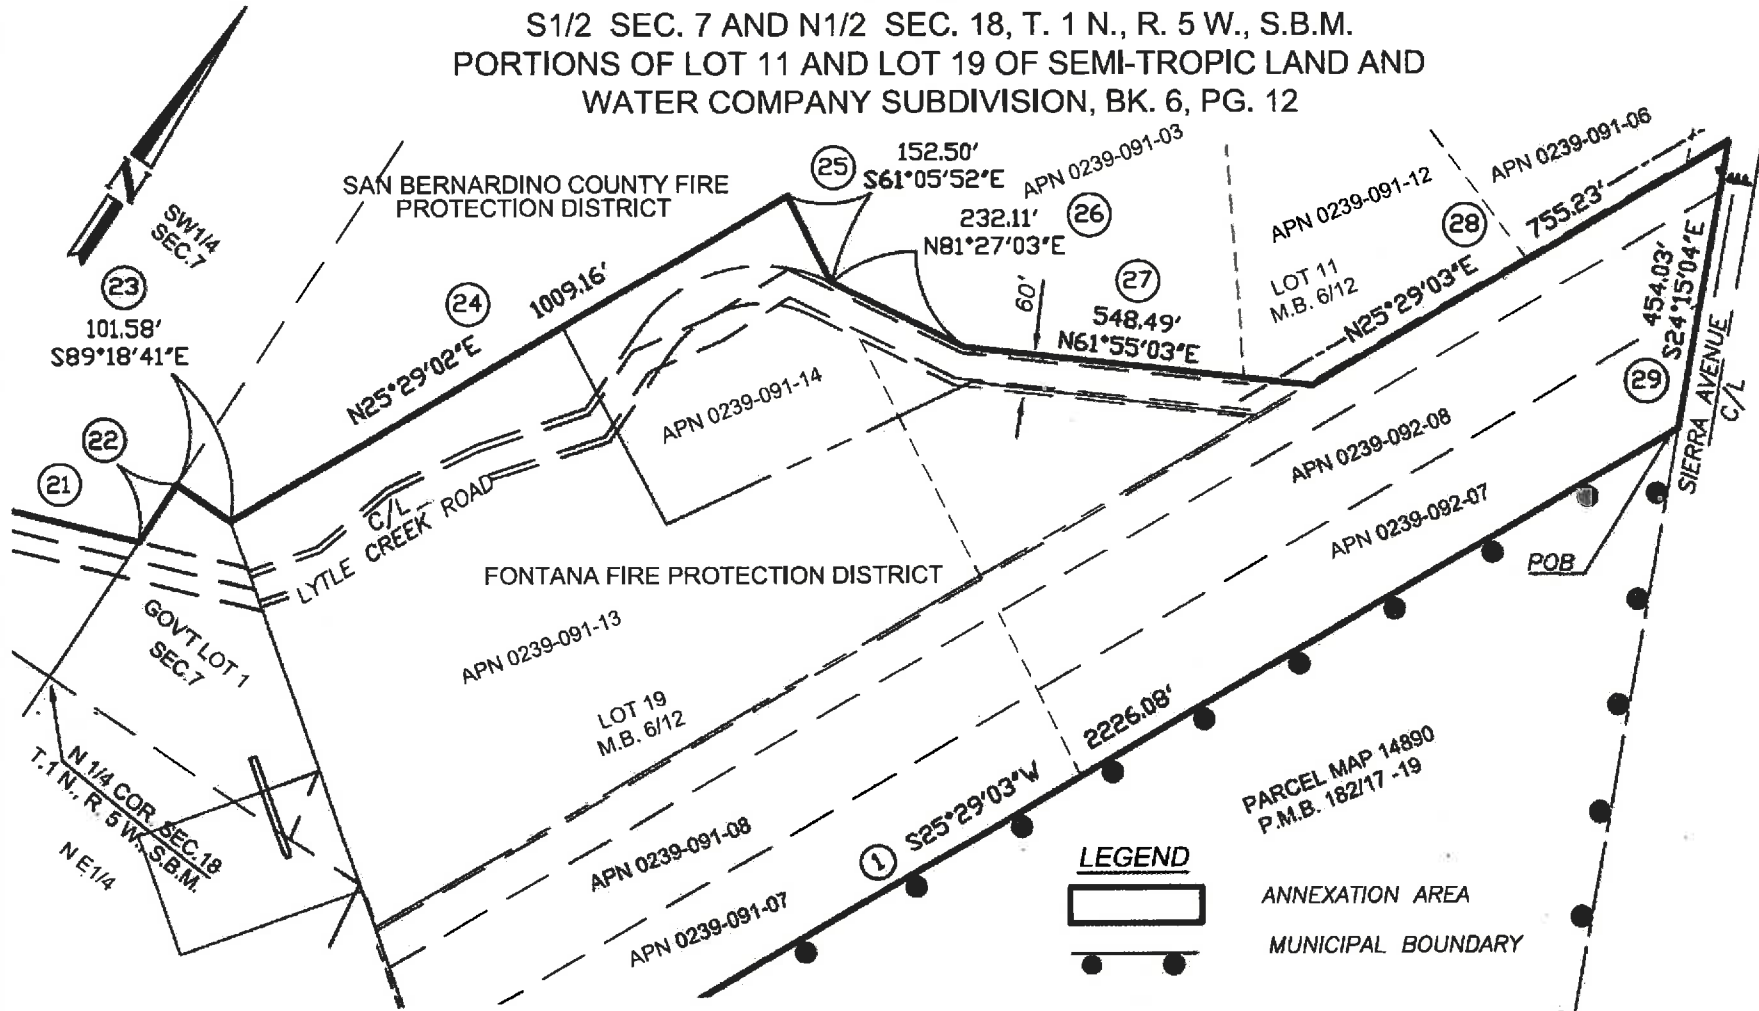 S1/2 SEC. 7 AND N1/2 SEC. 18, T. 1 N., R. 5 W., S.B.M.
PORTIONS OF LOT 11 AND LOT 19 OF SEMI-TROPIC LAND AND
WATER COMPANY SUBDIVISION, BK. 6, PG. 12
N
SW1/4
SEC.7
SAN BERNARDINO COUNTY FIRE
PROTECTION DISTRICT
25
152.50'
S61°05'52"E
APN 0239-091-03
232.11'
N81°27'03"E
26
APN 0239-091-12
APN 0239-091-06
28
755.23'
N25°29'03"E
LOT 11
M.B. 6/12
27
548.49'
N61°55'03"E
60'
454.03'
S24°15'04"E
29
SIERRA AVENUE
C/L
23
101.58'
S89°18'41"E
24
1009.16'
N25°29'02"E
22
21
APN 0239-091-14
C/L
LYTLE CREEK ROAD
APN 0239-092-08
APN 0239-092-07
POB
FONTANA FIRE PROTECTION DISTRICT
GOV'T LOT 1
SEC.7
APN 0239-091-13
LOT 19
M.B. 6/12
N 1/4 COR. SEC.18
T.1 N., R. 5 W., S.B.M.
N E1/4
2226.08'
S25°29'03"W
1
APN 0239-091-08
APN 0239-091-07
PARCEL MAP 14890
P.M.B. 182/17 -19
LEGEND
ANNEXATION AREA
MUNICIPAL BOUNDARY